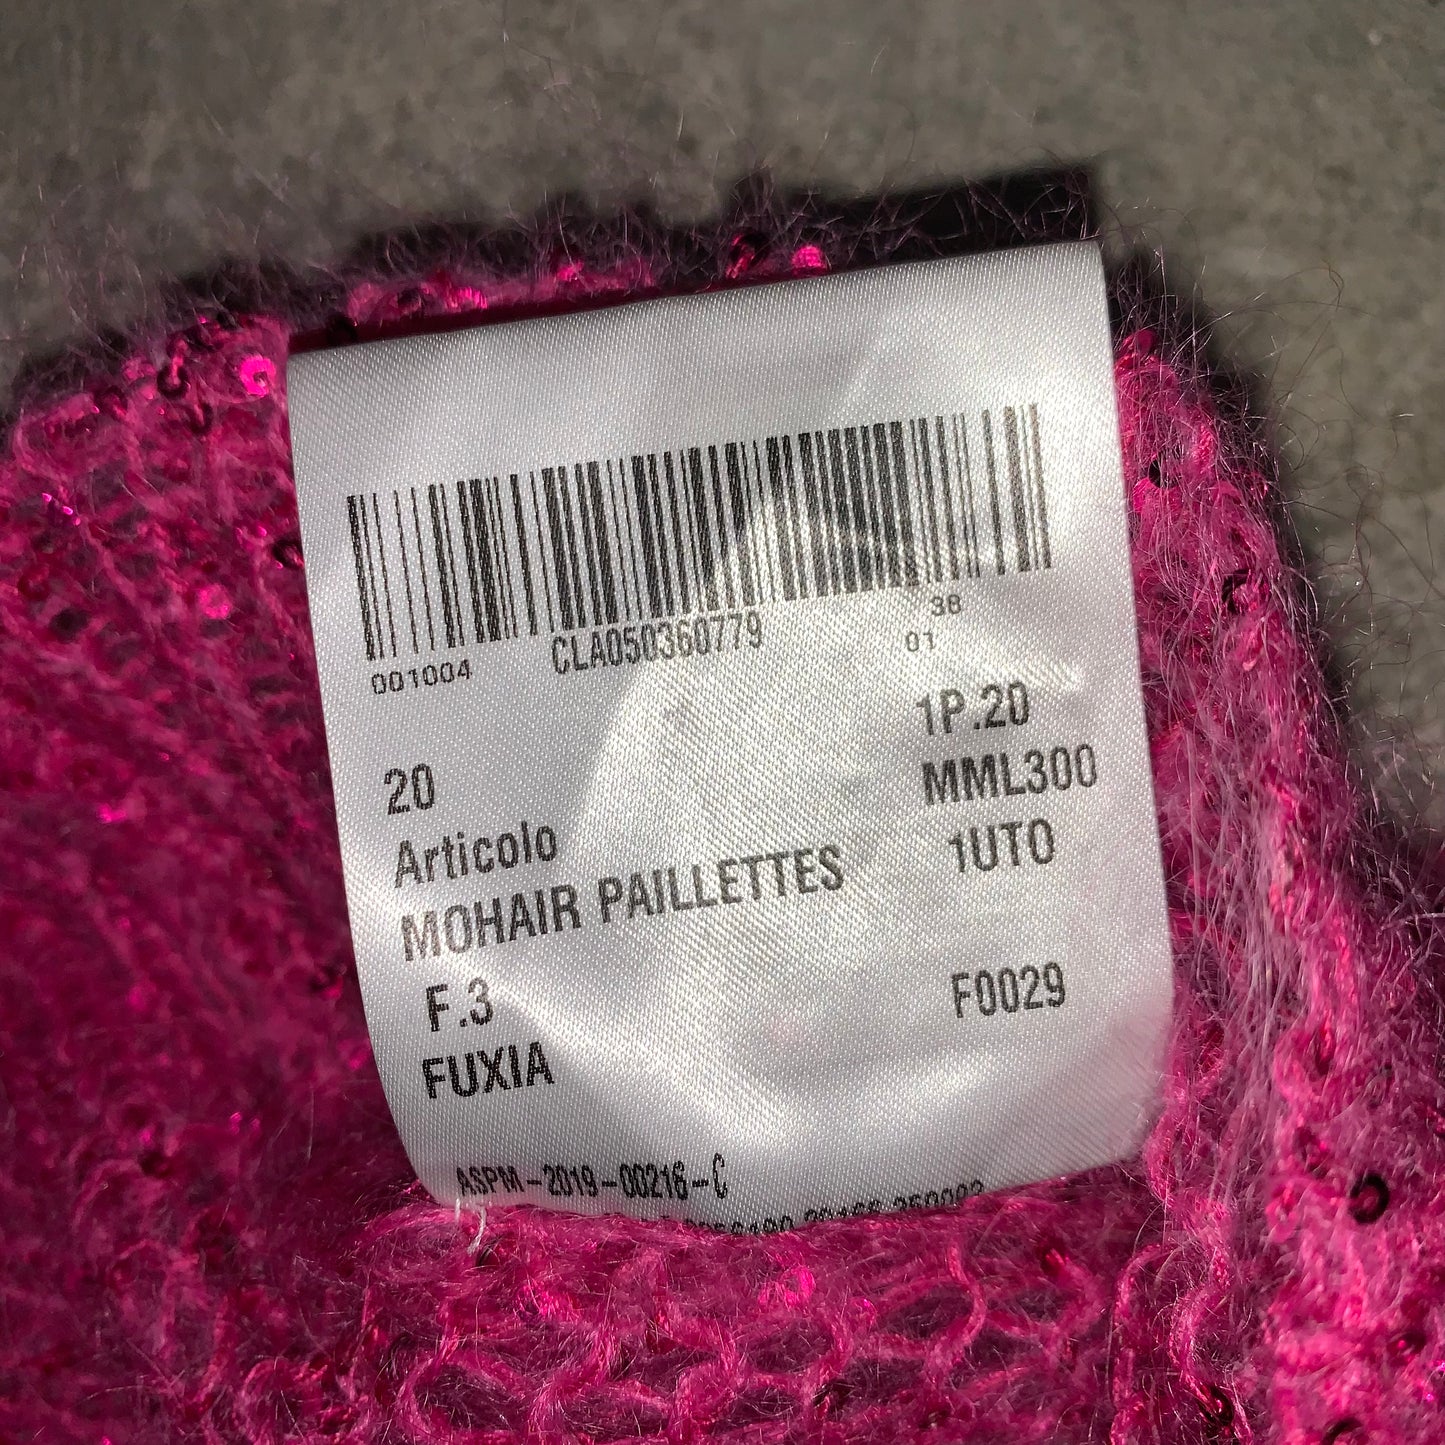 38
001004 CLA050360779 01
1P.20
20 MML300
Articolo 1UTO
MOHAIR PAILLETTES
F.3 F0029
FUXIA
ASPM-2019-00216-C